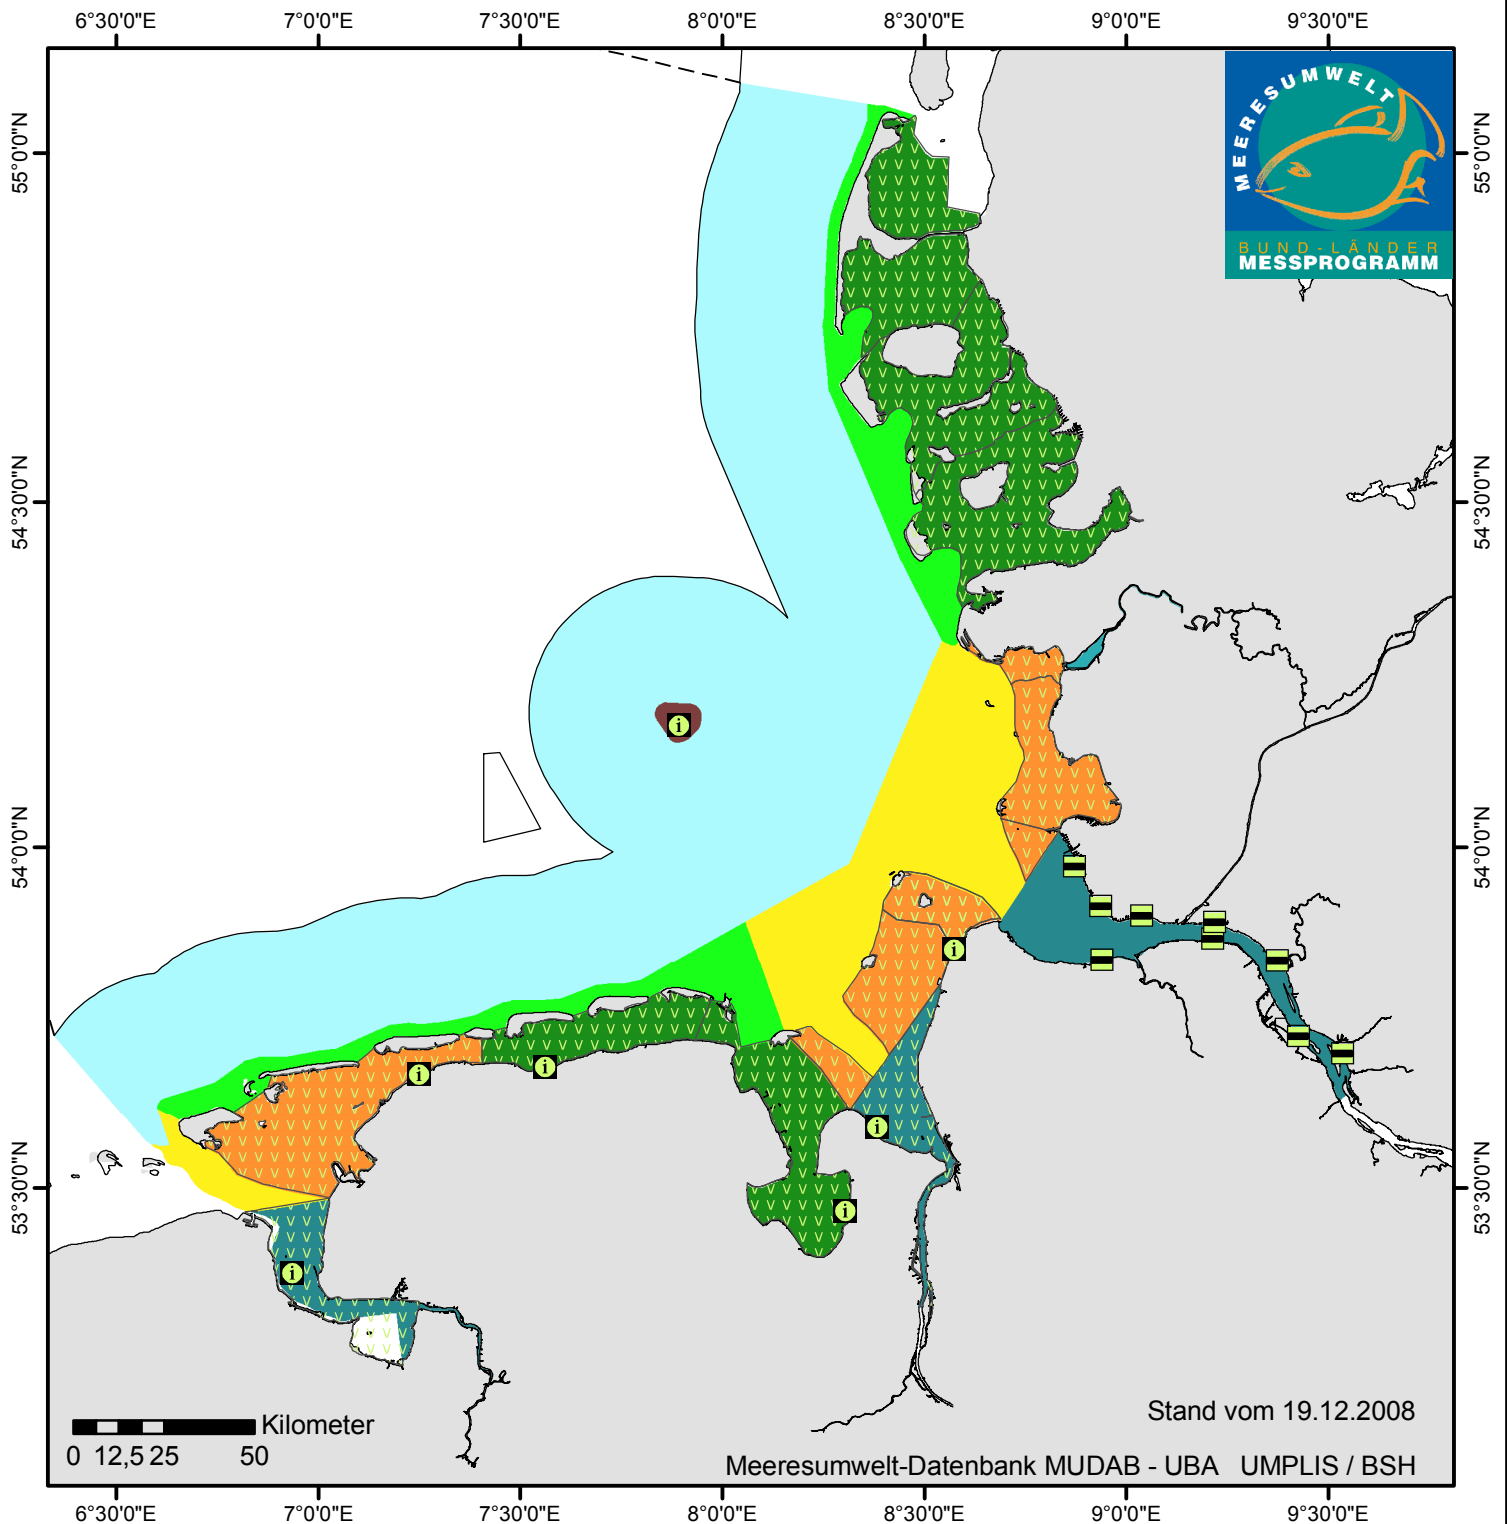 6°30'0"E 7°0'0"E 7°30'0"E 8°0'0"E 8°30'0"E 9°0'0"E 9°30'0"E
MEERESUMWELT
BUND-LÄNDER
MESSPROGRAMM
55°0'0"N 55°0'0"N
54°30'0"N 54°30'0"N
54°0'0"N 54°0'0"N
53°30'0"N 53°30'0"N
i
i
i
i
i
i
i
Stand vom 19.12.2008
Kilometer
0 12,5 25 50
Meeresumwelt-Datenbank MUDAB - UBA UMPLIS / BSH
6°30'0"E 7°0'0"E 7°30'0"E 8°0'0"E 8°30'0"E 9°0'0"E 9°30'0"E